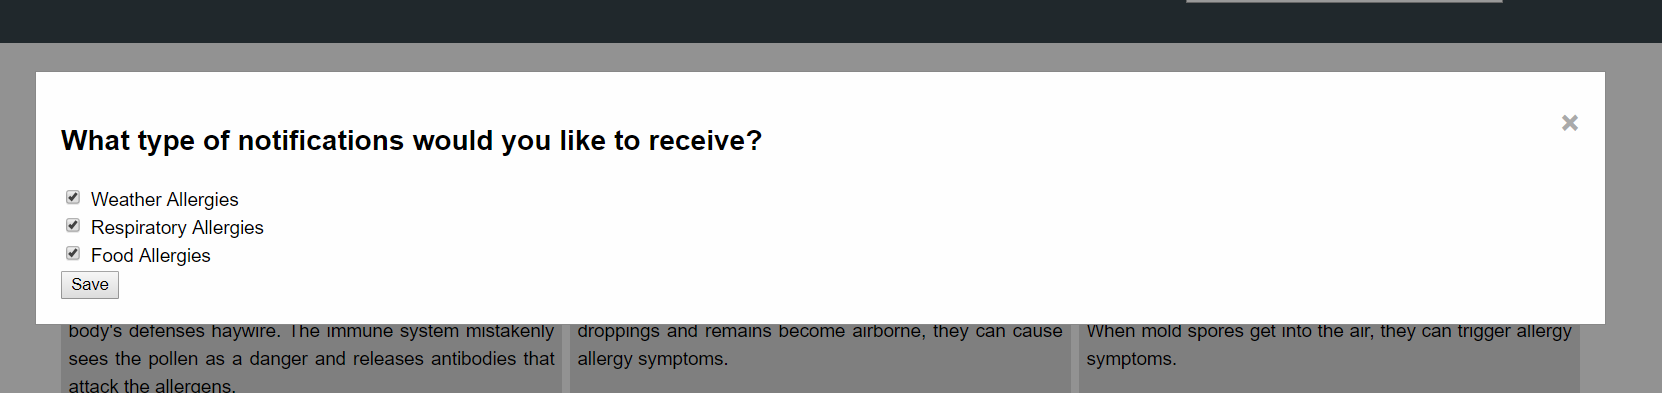 What type of notifications would you like to receive?
×
Weather Allergies
Respiratory Allergies
Food Allergies
Save
body's defenses haywire. The immune system mistakenly
sees the pollen as a danger and releases antibodies that
attack the allergens.
droppings and remains become airborne, they can cause
allergy symptoms.
When mold spores get into the air, they can trigger allergy
symptoms.